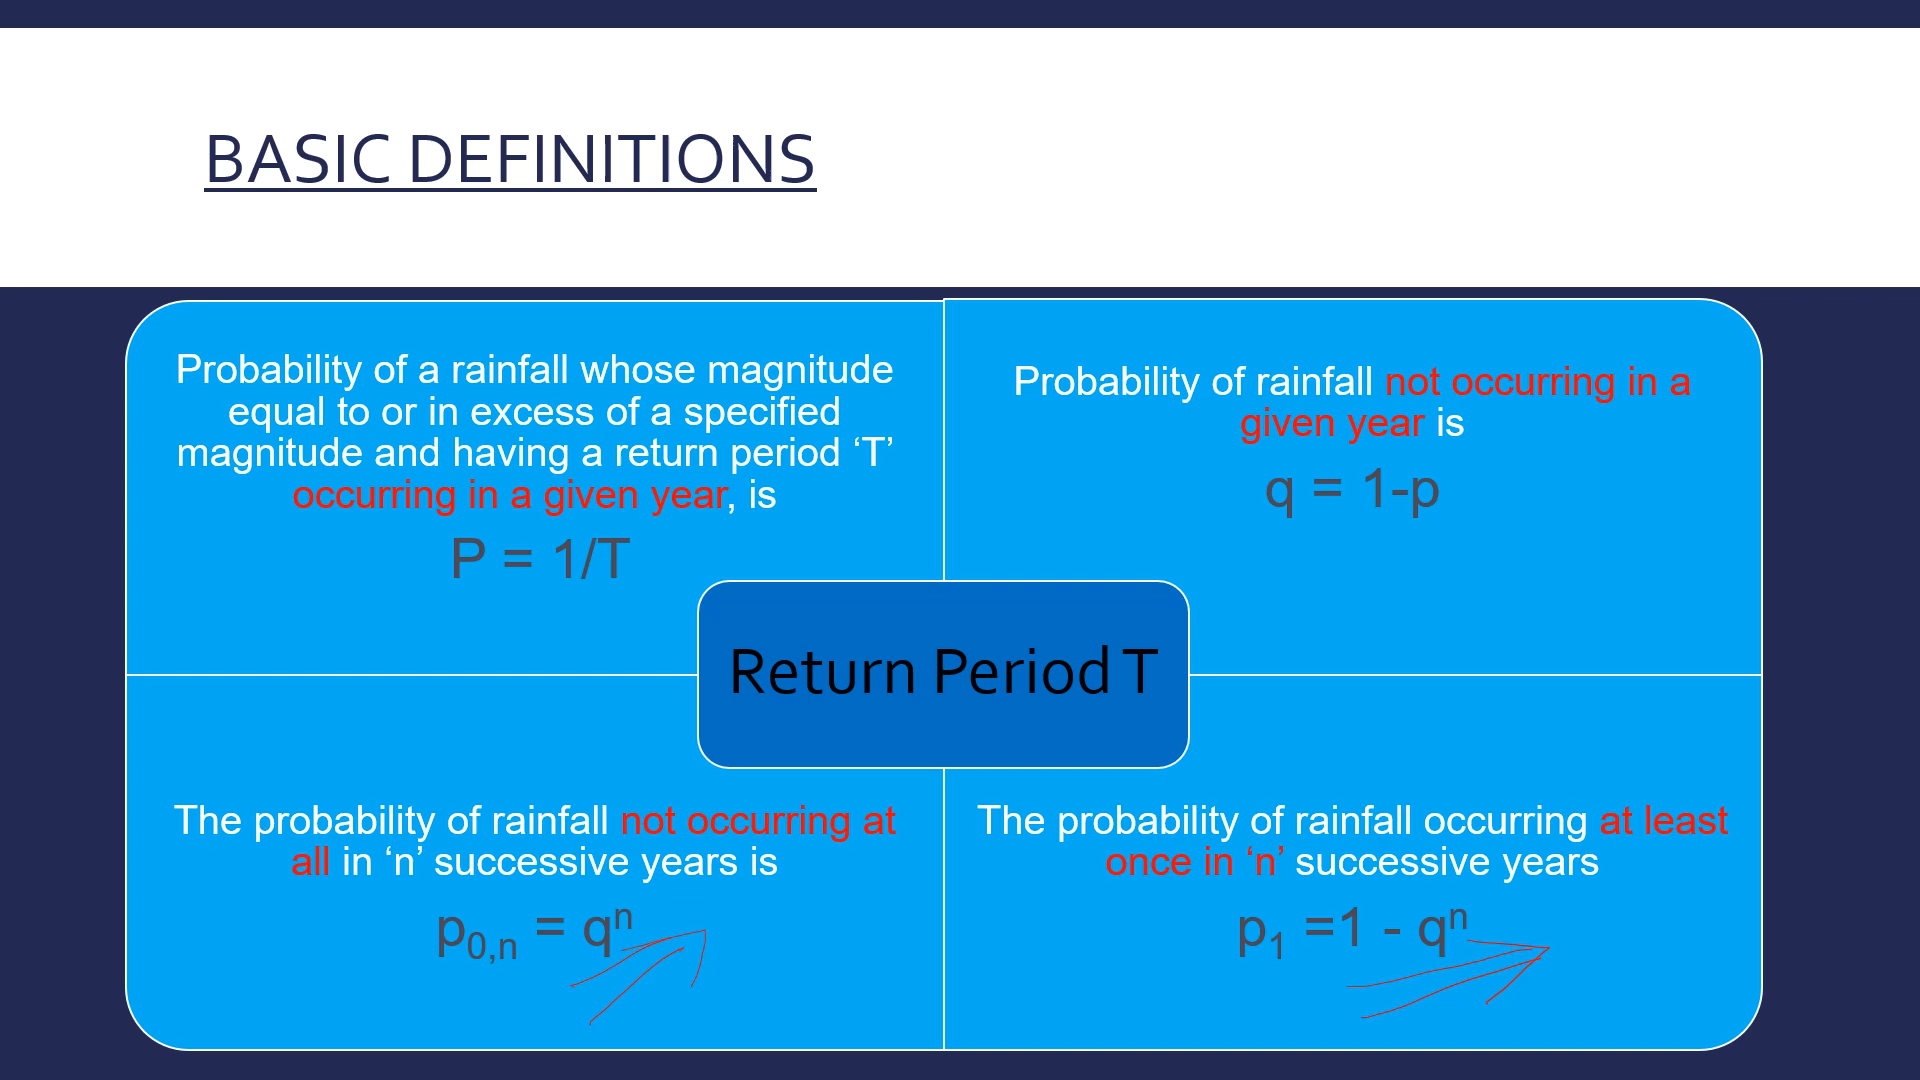 BASIC DEFINITIONS
Probability of a rainfall whose magnitude
equal to or in excess of a specified
magnitude and having a return period ‘T’
occurring in a given year, is
P = 1/T
Probability of rainfall not occurring in a
given year is
q = 1-p
Return Period T
The probability of rainfall not occurring at
all in ‘n’ successive years is
p₀,ₙ = qⁿ
The probability of rainfall occurring at least
once in ‘n’ successive years
p₁ =1 - qⁿ